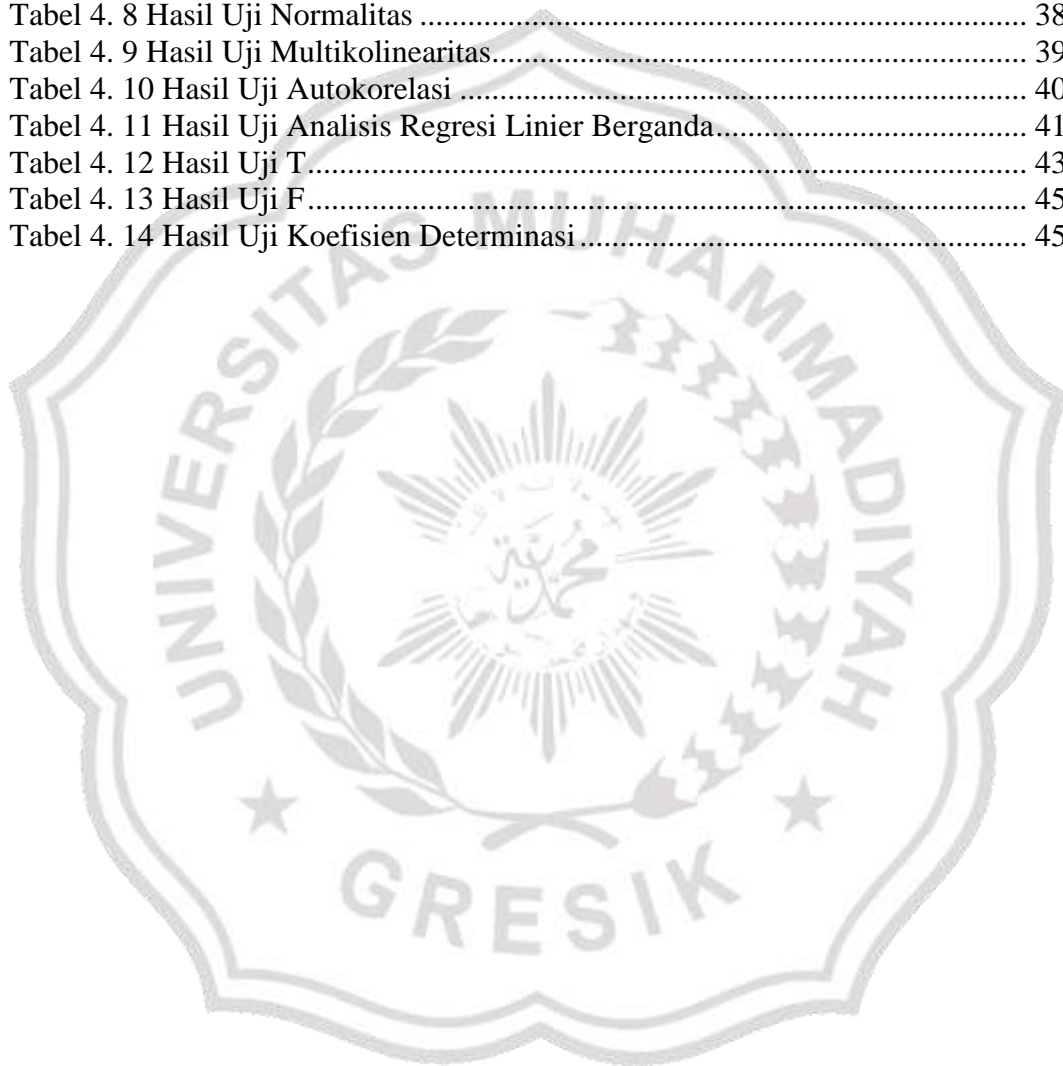 Tabel 4. 8 Hasil Uji Normalitas ........................................................................................ 38
Tabel 4. 9 Hasil Uji Multikolinearitas............................................................................. 39
Tabel 4. 10 Hasil Uji Autokorelasi .................................................................................. 40
Tabel 4. 11 Hasil Uji Analisis Regresi Linier Berganda............................................ 41
Tabel 4. 12 Hasil Uji T........................................................................................................ 43
Tabel 4. 13 Hasil Uji F........................................................................................................ 45
Tabel 4. 14 Hasil Uji Koefisien Determinasi................................................................ 45
UNIVERSITAS MUHAMMADIYAH
محمد
GRESIK